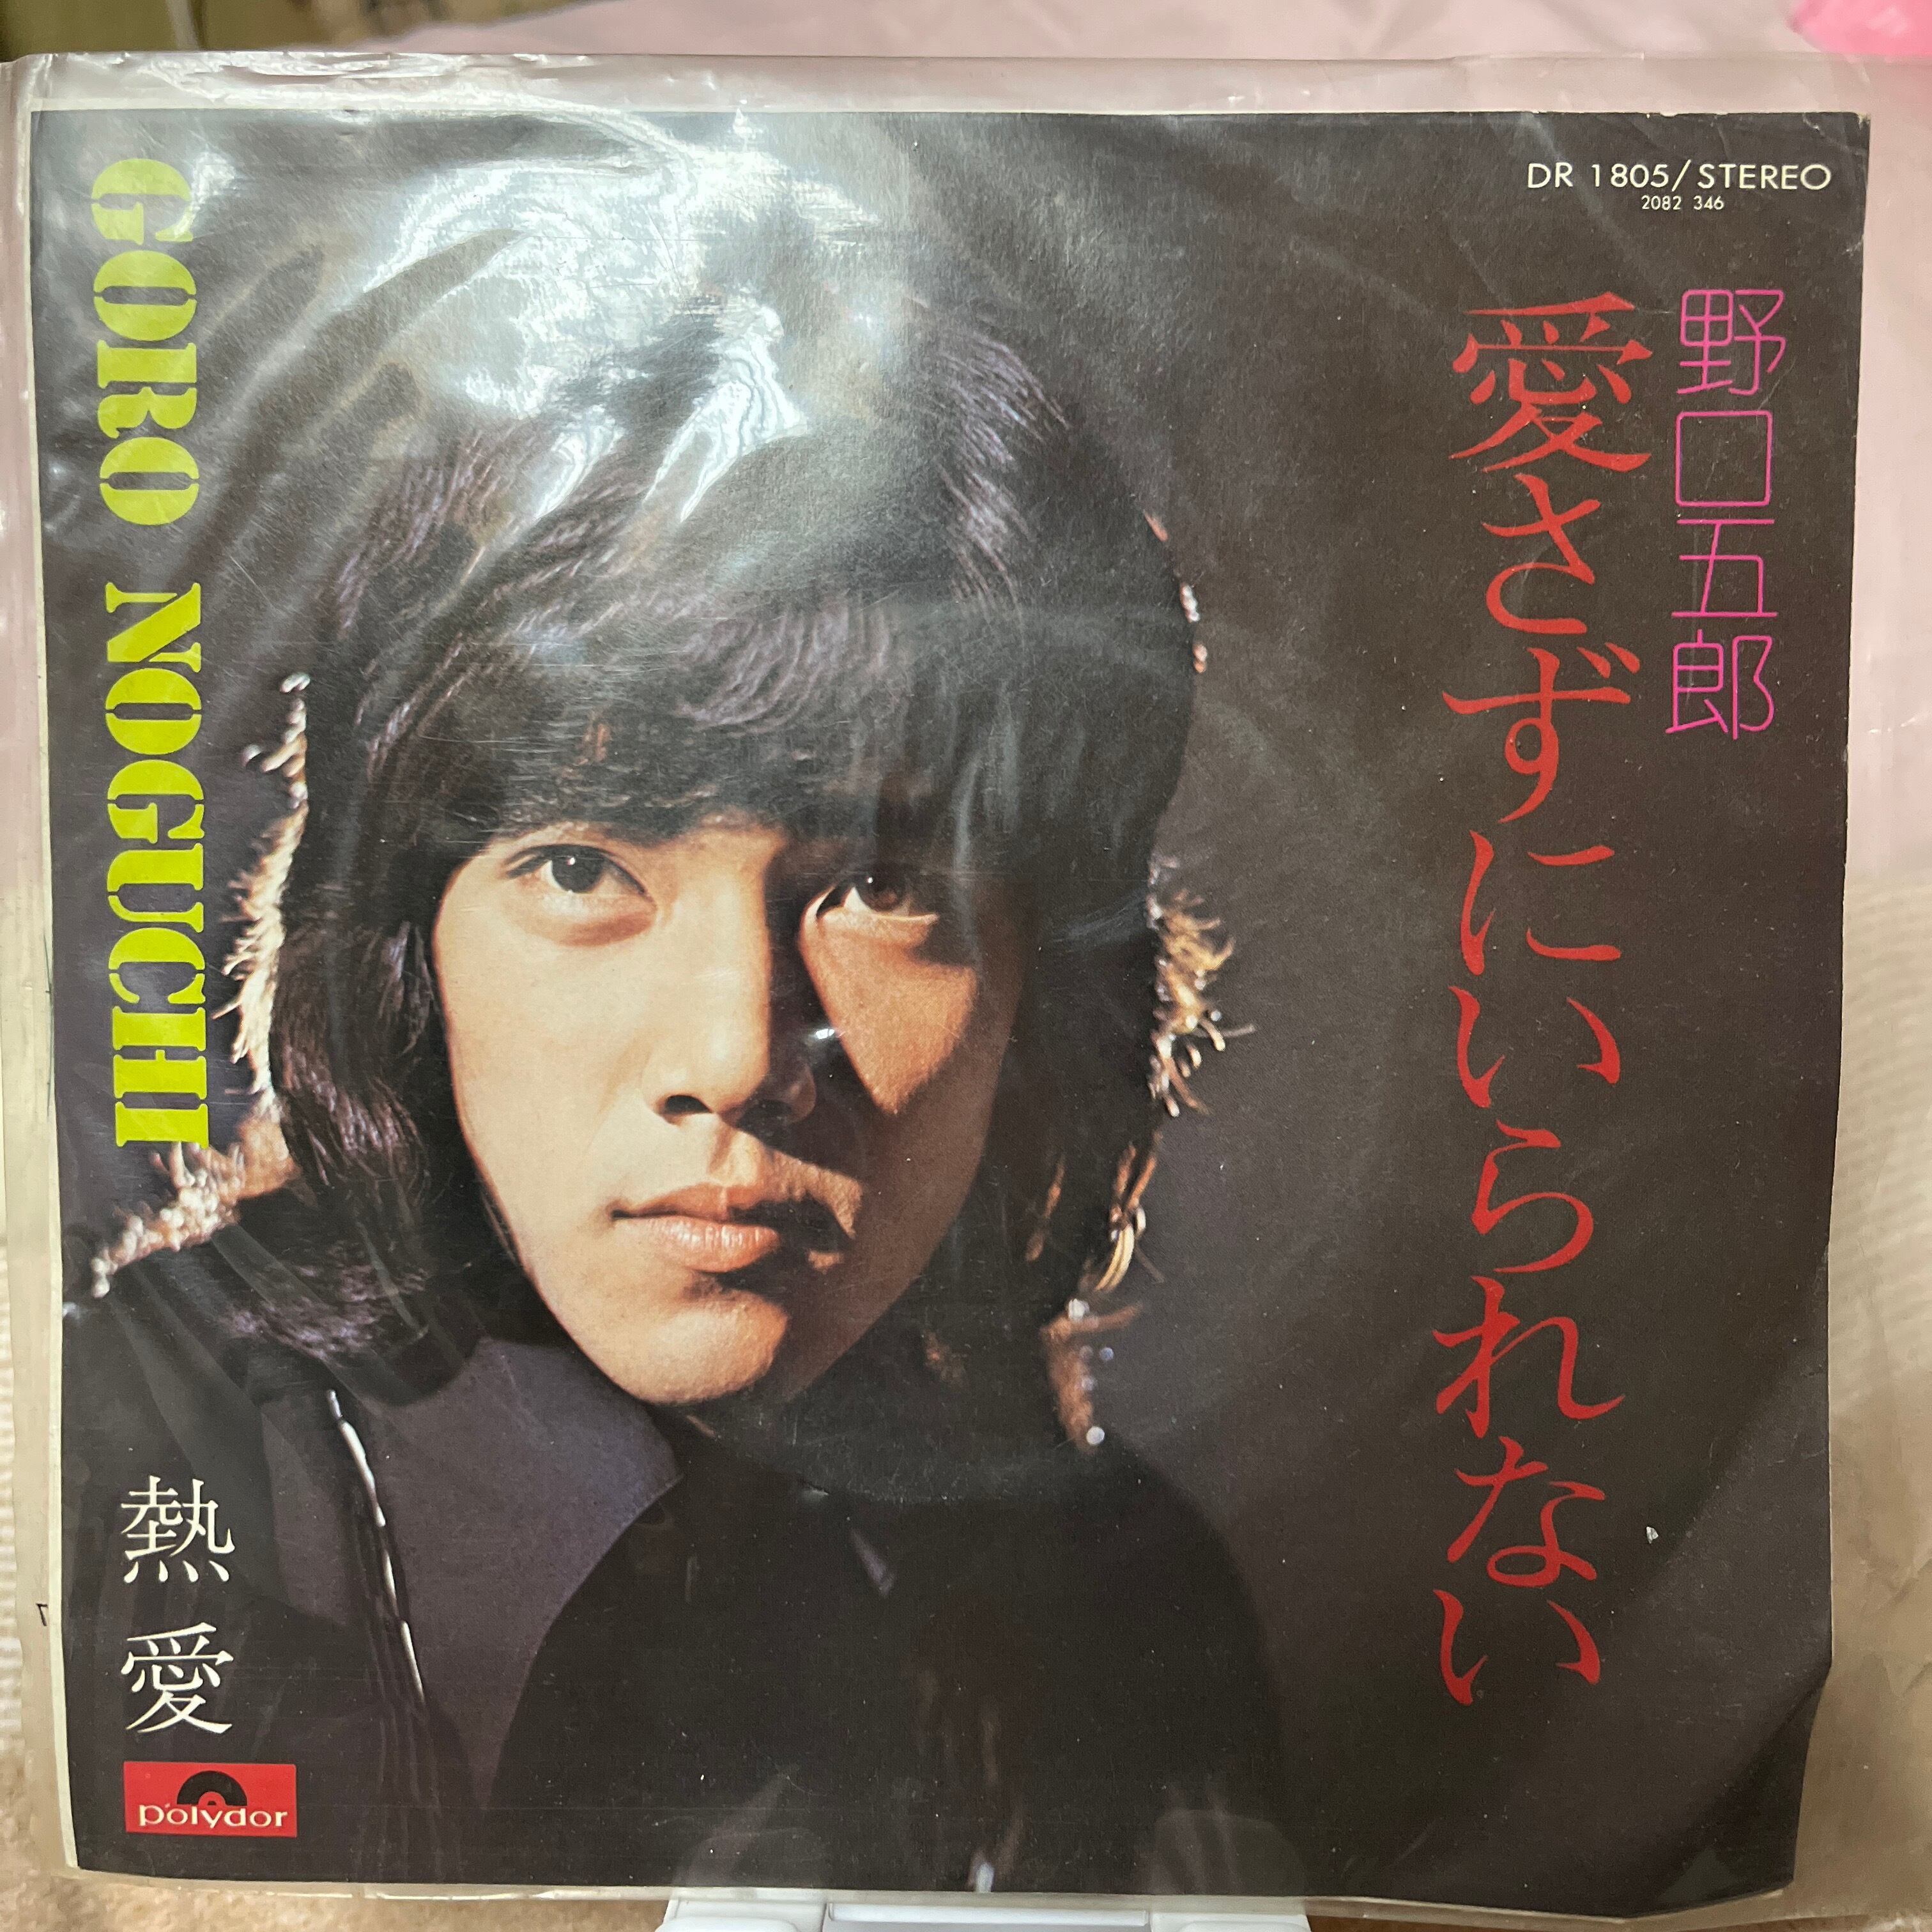 DR 1805/STEREO
2082 346
野口五郎
愛さずにいられない
GORO NOGUCHI
熱愛
polydor